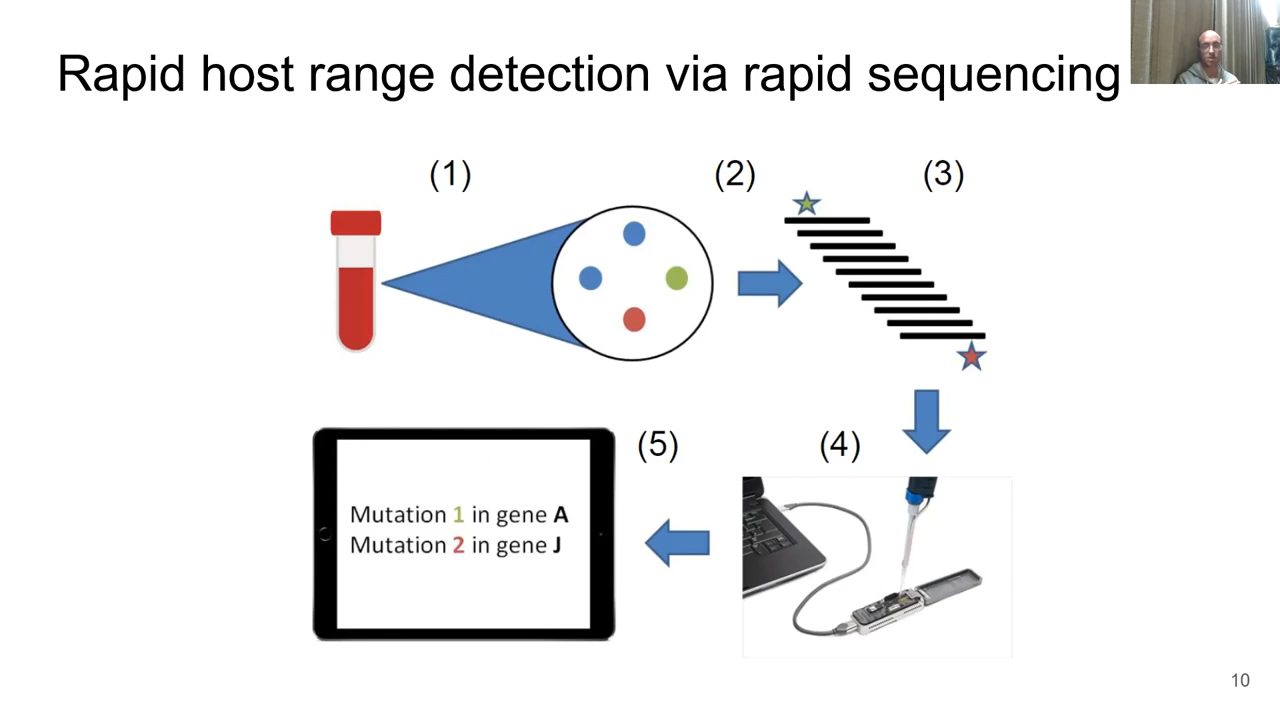 Rapid host range detection via rapid sequencing
(1)
(2)
(3)
(4)
(5)
Mutation 1 in gene A
Mutation 2 in gene J
10